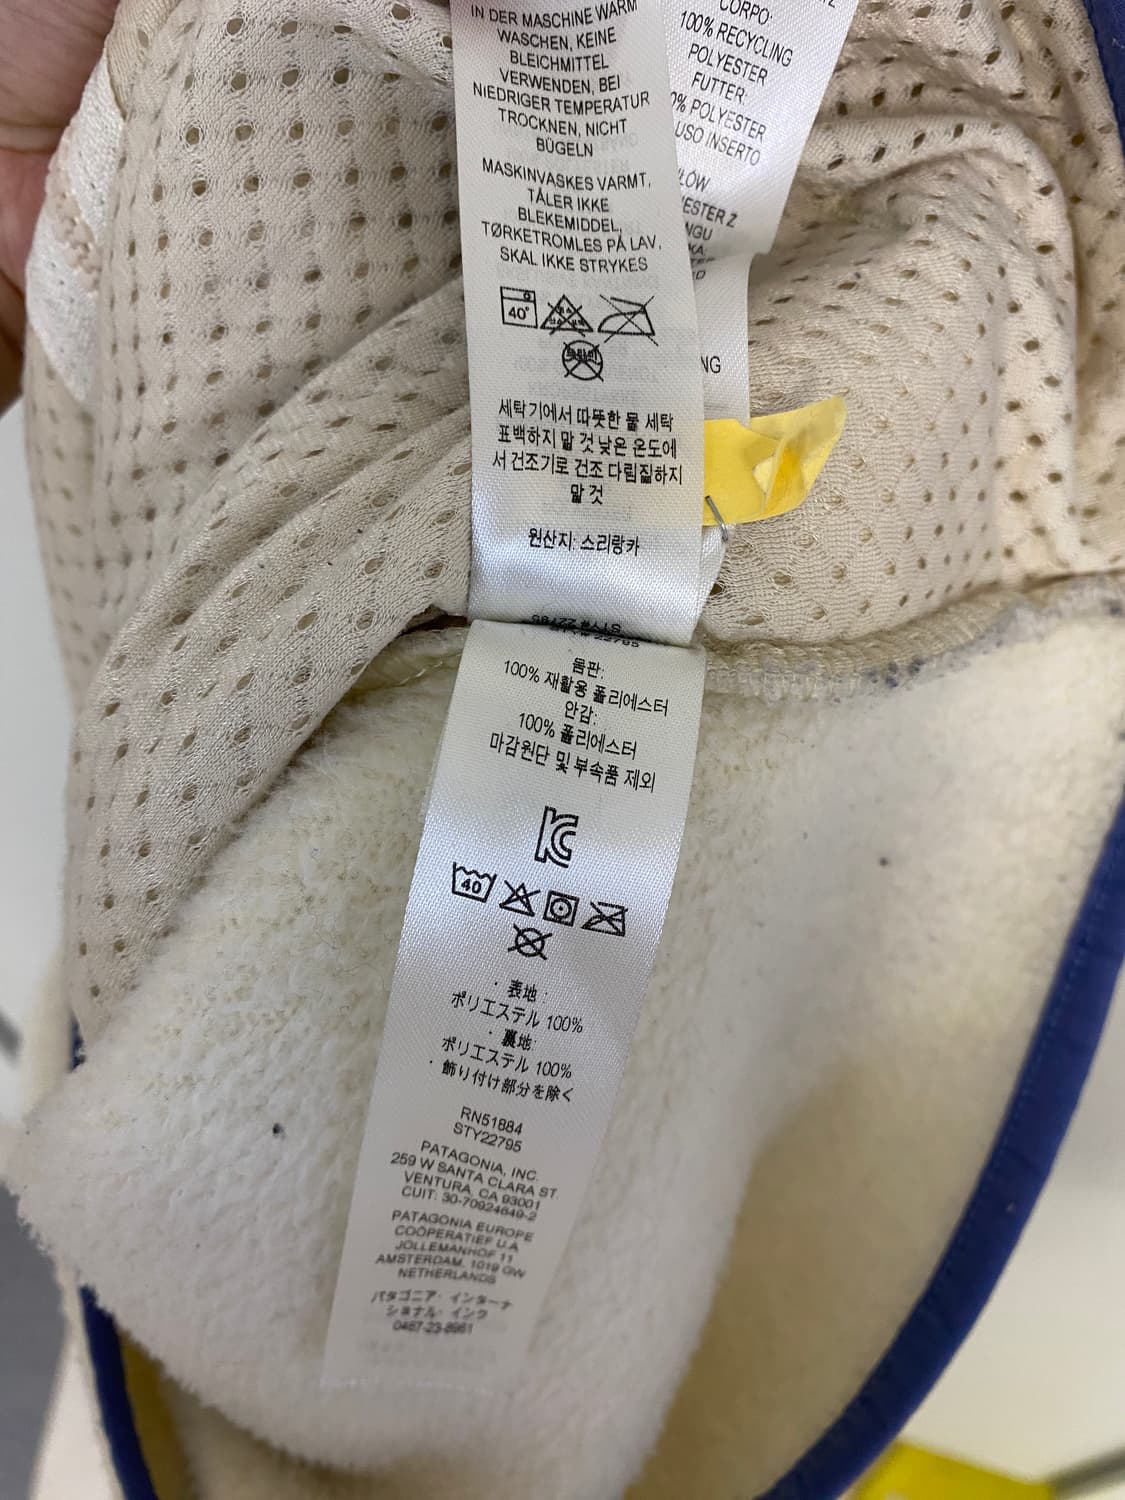 IN DER MASCHINE WARM
WASCHEN, KEINE
BLEICHMITTEL
VERWENDEN, BEI
NIEDRIGER TEMPERATUR
TROCKNEN, NICHT
BÜGELN
MASKINVASKES VARMT,
TÅLER IKKE
BLEKEMIDDEL,
TØRKETROMLES PÅ LAV,
SKAL IKKE STRYKES
40°
세탁기에서 따뜻한 물 세탁
표백하지 말 것 낮은 온도에
서 건조기로 건조 다림질하지
말 것
원산지: 스리랑카
CORPO:
100% RECYCLING
POLYESTER
FUTTER:
0% POLYESTER
USO INSERTO
ŁÓW
ESTER Z
NGU
KA:
NG
몸판:
100% 재활용 폴리에스터
안감:
100% 폴리에스터
마감원단 및 부속품 제외
40
・表地:
ポリエステル 100%
・裏地:
ポリエステル 100%
・飾り付け部分を除く
RN51884
STY22795
PATAGONIA, INC.
259 W SANTA CLARA ST.
VENTURA, CA 93001
CUIT: 30-70924649-2
PATAGONIA EUROPE
COÖPERATIEF U.A
JOLLEMANHOF 11
AMSTERDAM, 1019 GW
NETHERLANDS
パタゴニア・インターナ
ショナル・インク
0467-23-8961